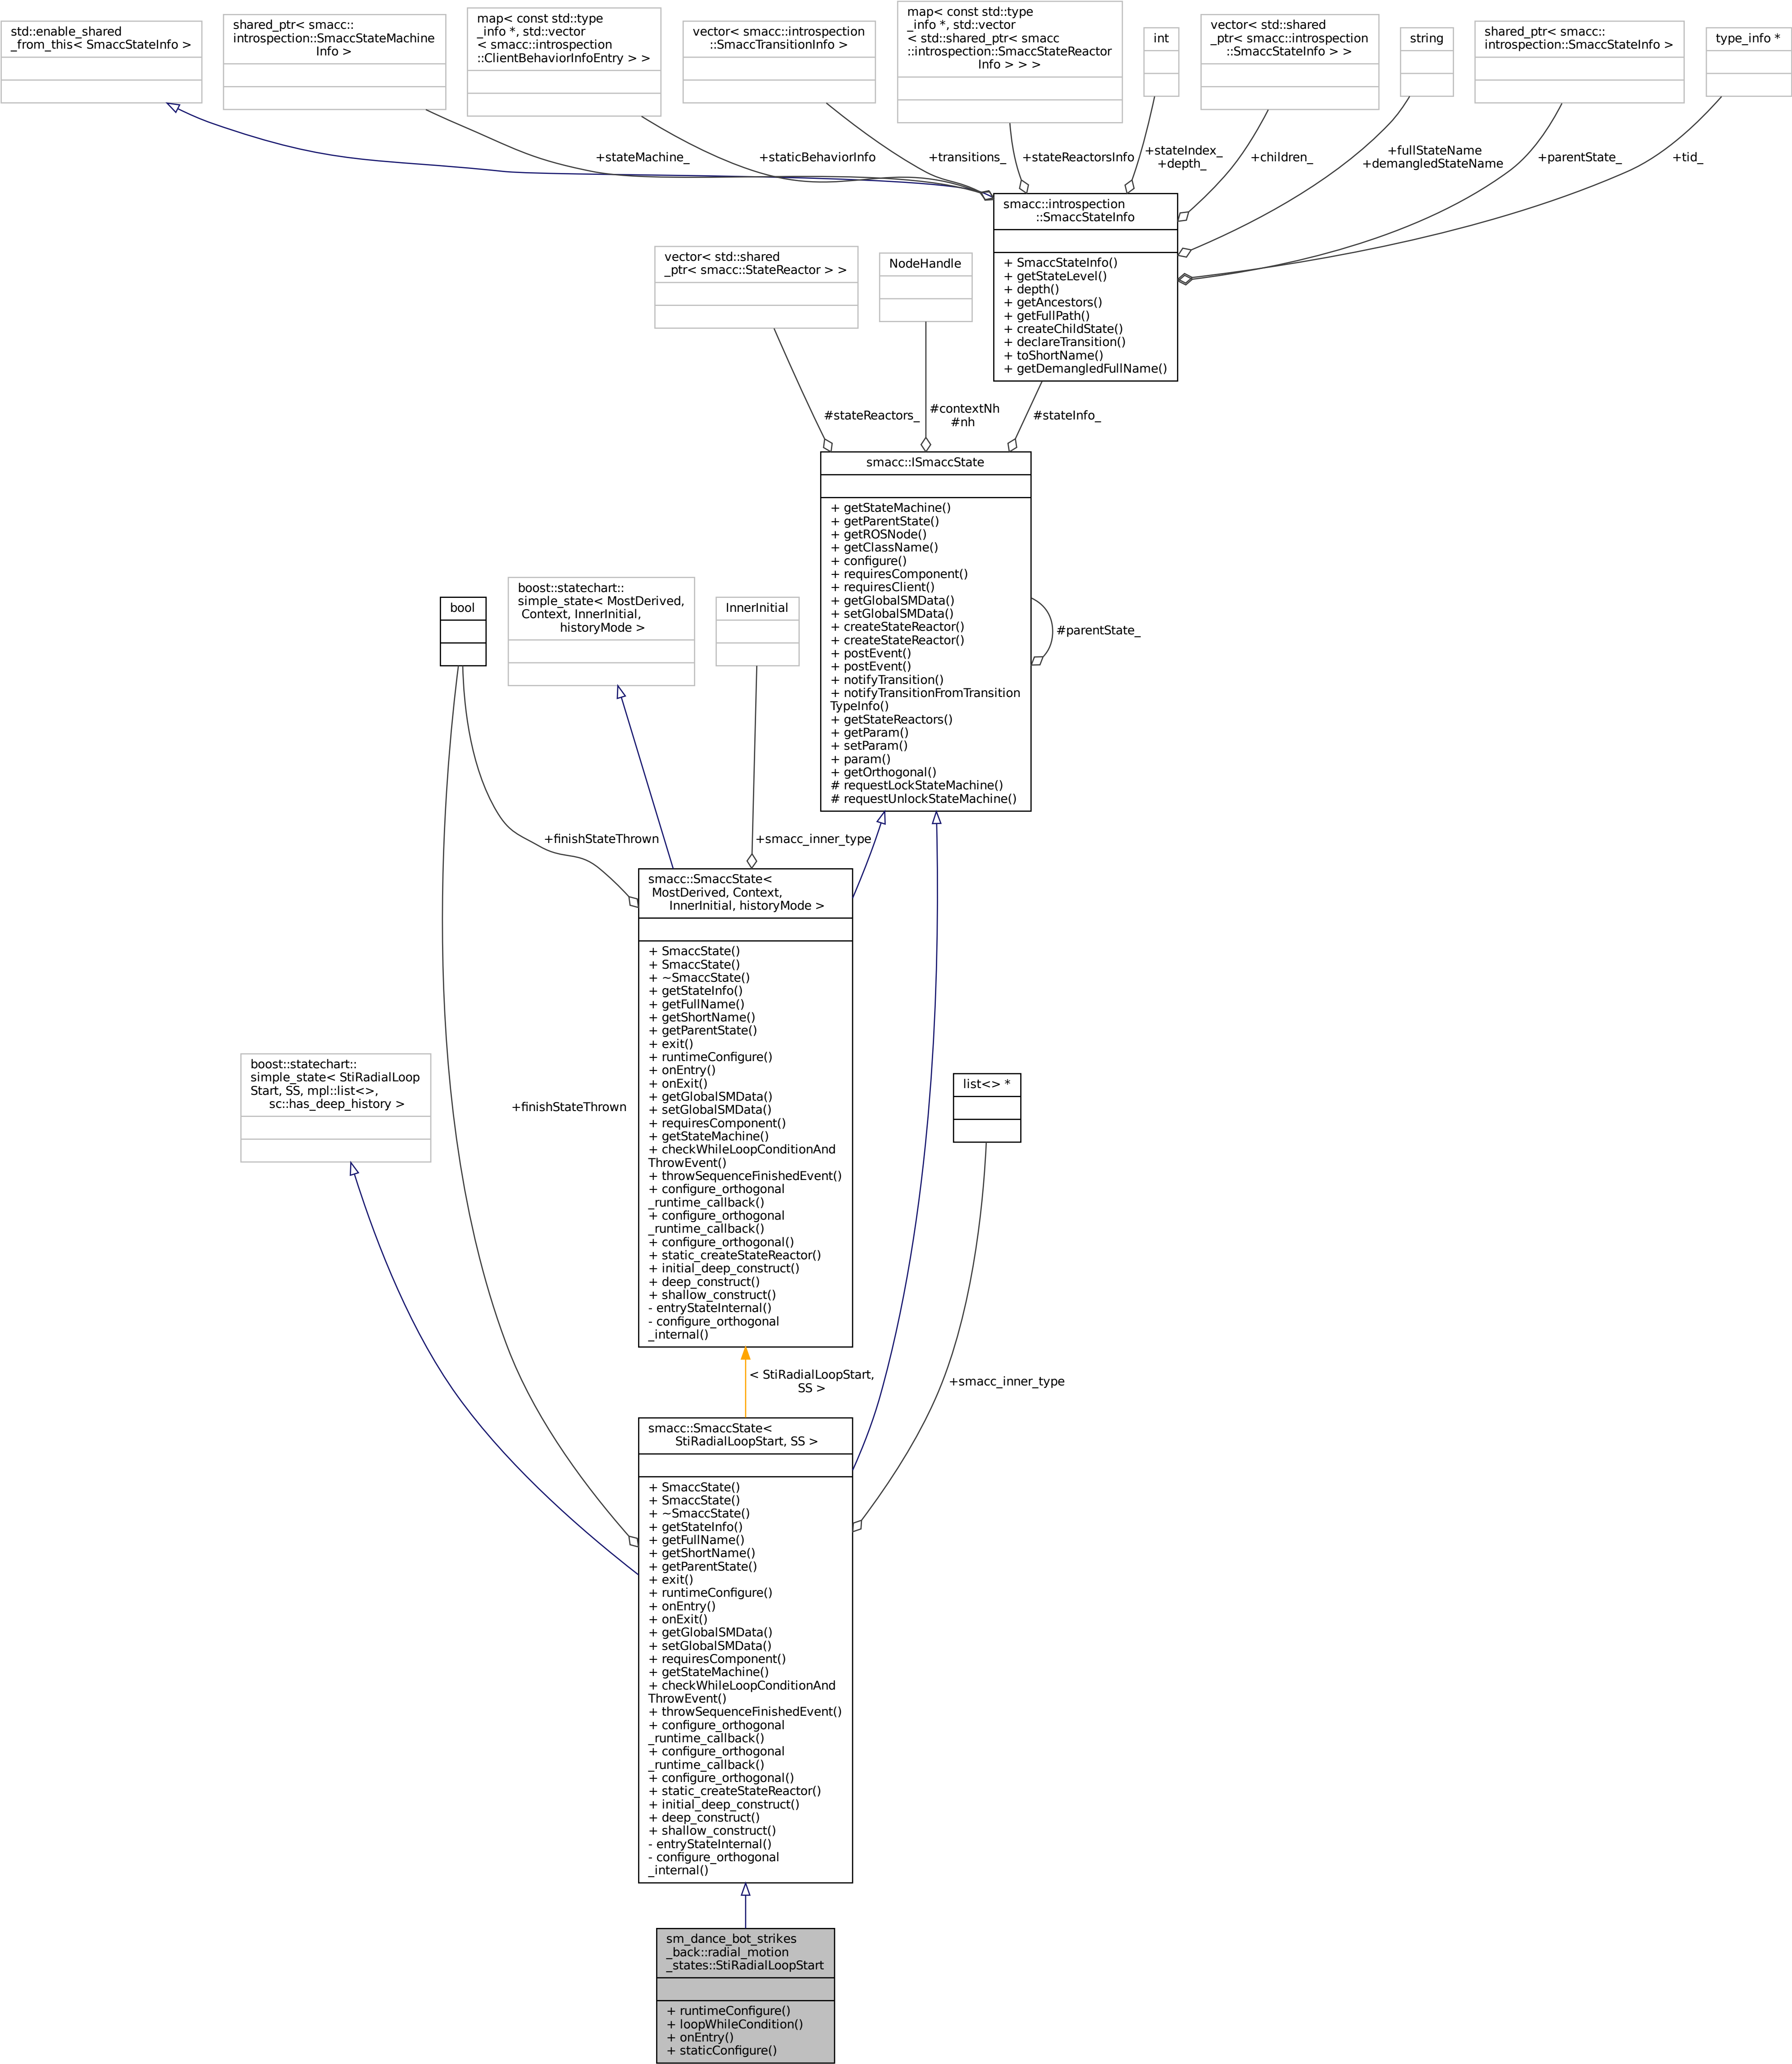 std::enable_shared
_from_this< SmaccStateInfo >
shared_ptr< smacc::
introspection::SmaccStateMachine
Info >
map< const std::type
_info *, std::vector
< smacc::introspection
::ClientBehaviorInfoEntry > >
vector< smacc::introspection
::SmaccTransitionInfo >
map< const std::type
_info *, std::vector
< std::shared_ptr< smacc
::introspection::SmaccStateReactor
Info > > >
int
vector< std::shared
_ptr< smacc::introspection
::SmaccStateInfo > >
string
shared_ptr< smacc::
introspection::SmaccStateInfo >
type_info *
+stateMachine_
+staticBehaviorInfo
+transitions_
+stateReactorsInfo
+stateIndex_
+depth_
+children_
+fullStateName
+demangledStateName
+parentState_
+tid_
smacc::introspection
::SmaccStateInfo
+ SmaccStateInfo()
+ getStateLevel()
+ depth()
+ getAncestors()
+ getFullPath()
+ createChildState()
+ declareTransition()
+ toShortName()
+ getDemangledFullName()
vector< std::shared
_ptr< smacc::StateReactor > >
NodeHandle
#stateReactors_
#contextNh
#nh
#stateInfo_
smacc::ISmaccState
+ getStateMachine()
+ getParentState()
+ getROSNode()
+ getClassName()
+ configure()
+ requiresComponent()
+ requiresClient()
+ getGlobalSMData()
+ setGlobalSMData()
+ createStateReactor()
+ createStateReactor()
+ postEvent()
+ postEvent()
+ notifyTransition()
+ notifyTransitionFromTransition
TypeInfo()
+ getStateReactors()
+ getParam()
+ setParam()
+ param()
+ getOrthogonal()
# requestLockStateMachine()
# requestUnlockStateMachine()
#parentState_
bool
boost::statechart::
simple_state< MostDerived,
Context, InnerInitial,
historyMode >
InnerInitial
+finishStateThrown
+smacc_inner_type
smacc::SmaccState<
MostDerived, Context,
InnerInitial, historyMode >
+ SmaccState()
+ SmaccState()
+ ~SmaccState()
+ getStateInfo()
+ getFullName()
+ getShortName()
+ getParentState()
+ exit()
+ runtimeConfigure()
+ onEntry()
+ onExit()
+ getGlobalSMData()
+ setGlobalSMData()
+ requiresComponent()
+ getStateMachine()
+ checkWhileLoopConditionAnd
ThrowEvent()
+ throwSequenceFinishedEvent()
+ configure_orthogonal
_runtime_callback()
+ configure_orthogonal
_runtime_callback()
+ configure_orthogonal()
+ static_createStateReactor()
+ initial_deep_construct()
+ deep_construct()
+ shallow_construct()
- entryStateInternal()
- configure_orthogonal
_internal()
boost::statechart::
simple_state< StiRadialLoop
Start, SS, mpl::list<>,
sc::has_deep_history >
+finishStateThrown
list<> *
< StiRadialLoopStart,
SS >
+smacc_inner_type
smacc::SmaccState<
StiRadialLoopStart, SS >
+ SmaccState()
+ SmaccState()
+ ~SmaccState()
+ getStateInfo()
+ getFullName()
+ getShortName()
+ getParentState()
+ exit()
+ runtimeConfigure()
+ onEntry()
+ onExit()
+ getGlobalSMData()
+ setGlobalSMData()
+ requiresComponent()
+ getStateMachine()
+ checkWhileLoopConditionAnd
ThrowEvent()
+ throwSequenceFinishedEvent()
+ configure_orthogonal
_runtime_callback()
+ configure_orthogonal
_runtime_callback()
+ configure_orthogonal()
+ static_createStateReactor()
+ initial_deep_construct()
+ deep_construct()
+ shallow_construct()
- entryStateInternal()
- configure_orthogonal
_internal()
sm_dance_bot_strikes
_back::radial_motion
_states::StiRadialLoopStart
+ runtimeConfigure()
+ loopWhileCondition()
+ onEntry()
+ staticConfigure()